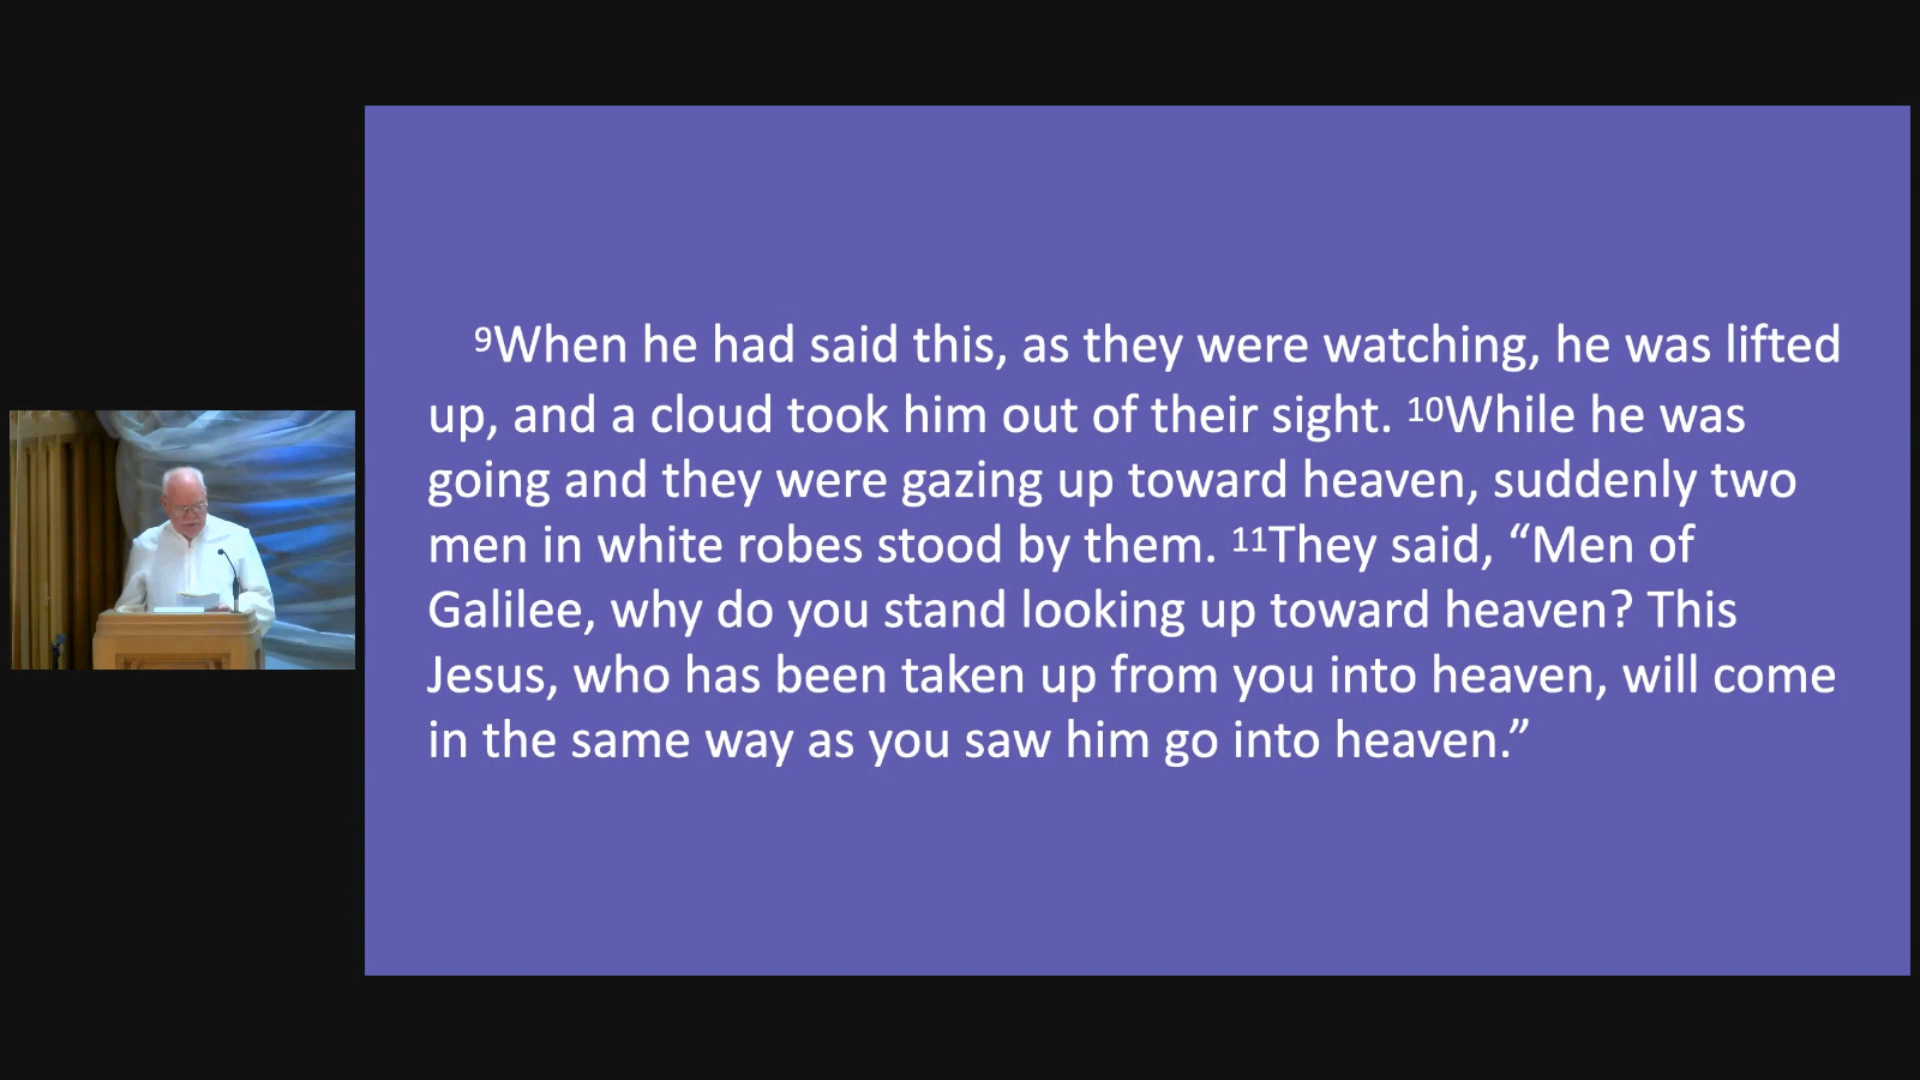 9When he had said this, as they were watching, he was lifted
up, and a cloud took him out of their sight. 10While he was
going and they were gazing up toward heaven, suddenly two
men in white robes stood by them. 11They said, “Men of
Galilee, why do you stand looking up toward heaven? This
Jesus, who has been taken up from you into heaven, will come
in the same way as you saw him go into heaven.”